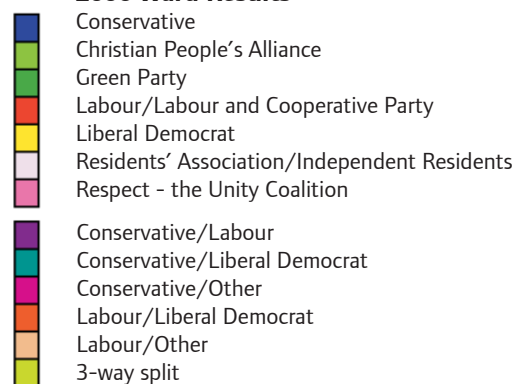 Conservative
Christian People's Alliance
Green Party
Labour/Labour and Cooperative Party
Liberal Democrat
Residents' Association/Independent Residents
Respect - the Unity Coalition
Conservative/Labour
Conservative/Liberal Democrat
Conservative/Other
Labour/Liberal Democrat
Labour/Other
3-way split